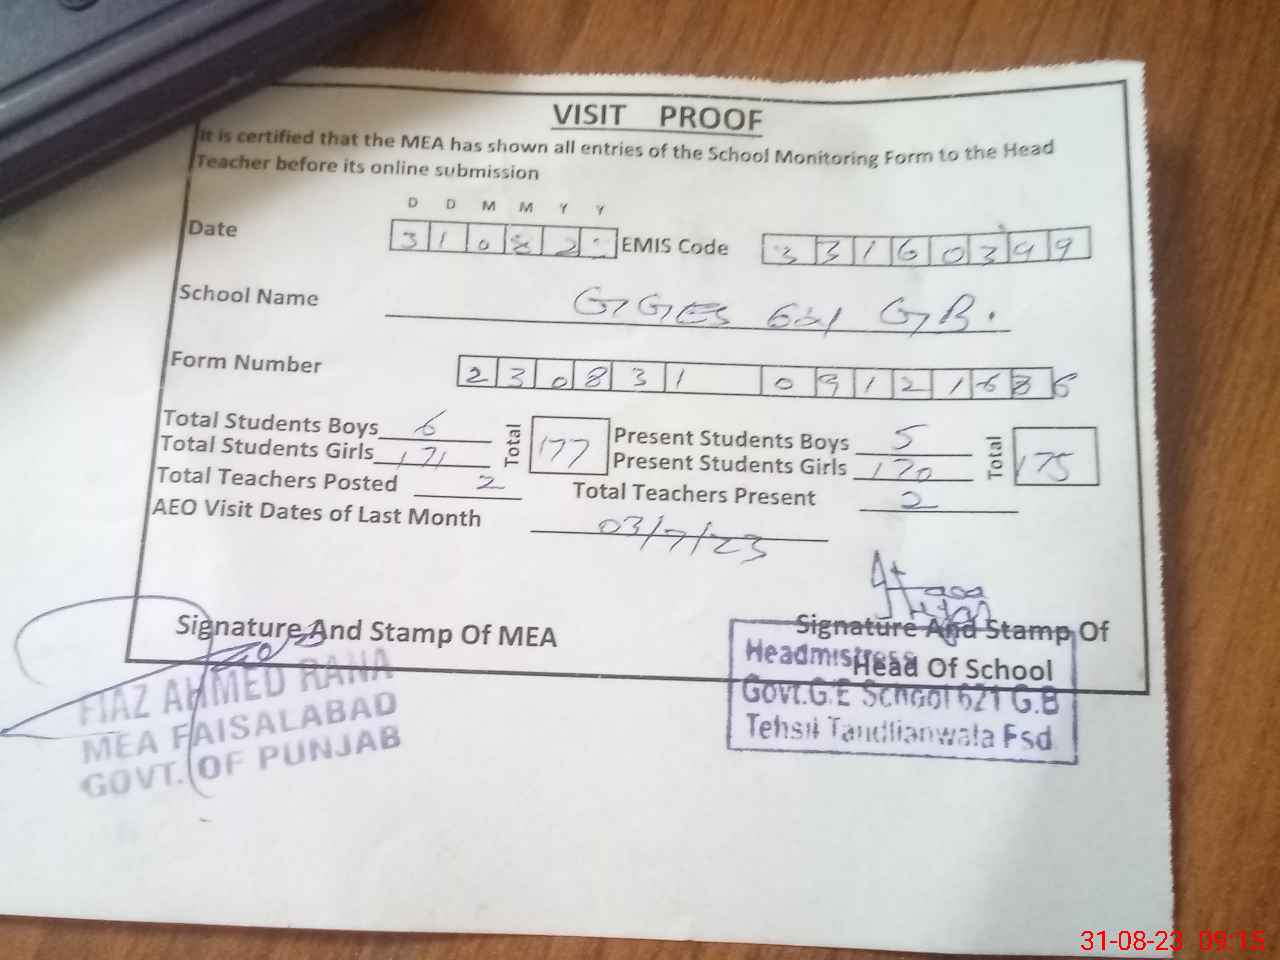 VISIT PROOF
It is certified that the MEA has shown all entries of the School Monitoring Form to the Head
Teacher before its online submission
D D M M Y Y
Date 3 1 0 8 2 EMIS Code 3 3 1 6 0 3 9 9
School Name GGES 621 GB.
Form Number 2 3 0 8 3 1 0 9 1 2 1 6
Total Students Boys 6 Total 177 Present Students Boys 5 Total 175
Total Students Girls 171 Present Students Girls 170
Total Teachers Posted 2 Total Teachers Present 2
AEO Visit Dates of Last Month 03/7/23
Signature And Stamp Of MEA
Signature And Stamp Of
Head Of School
FIAZ AHMED RANA
MEA FAISALABAD
GOVT. OF PUNJAB
Headmistress
Govt.G.E School 621 G.B
Tehsil Tandlianwala Fsd
31-08-23 09:15